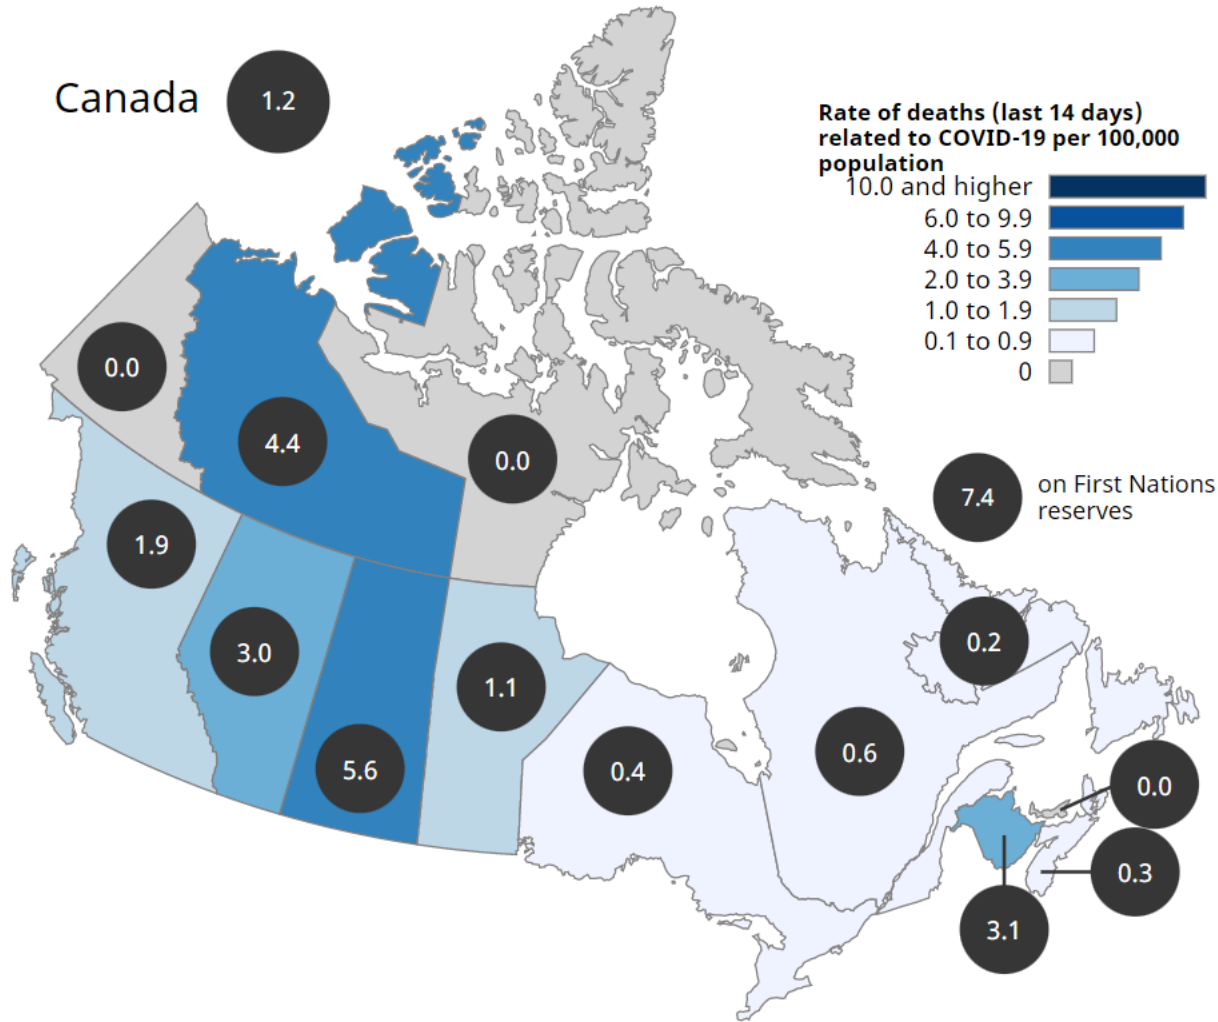 Canada
1.2
Rate of deaths (last 14 days)
related to COVID-19 per 100,000
population
10.0 and higher
6.0 to 9.9
4.0 to 5.9
2.0 to 3.9
1.0 to 1.9
0.1 to 0.9
0
0.0
4.4
0.0
7.4
on First Nations
reserves
1.9
3.0
5.6
1.1
0.4
0.6
0.2
0.0
0.3
3.1